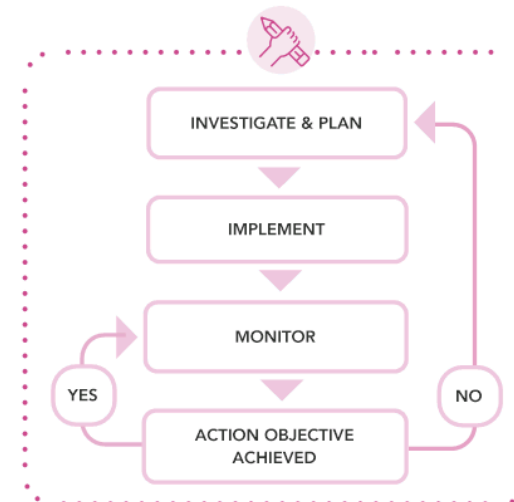 INVESTIGATE & PLAN
IMPLEMENT
MONITOR
YES
NO
ACTION OBJECTIVE
ACHIEVED